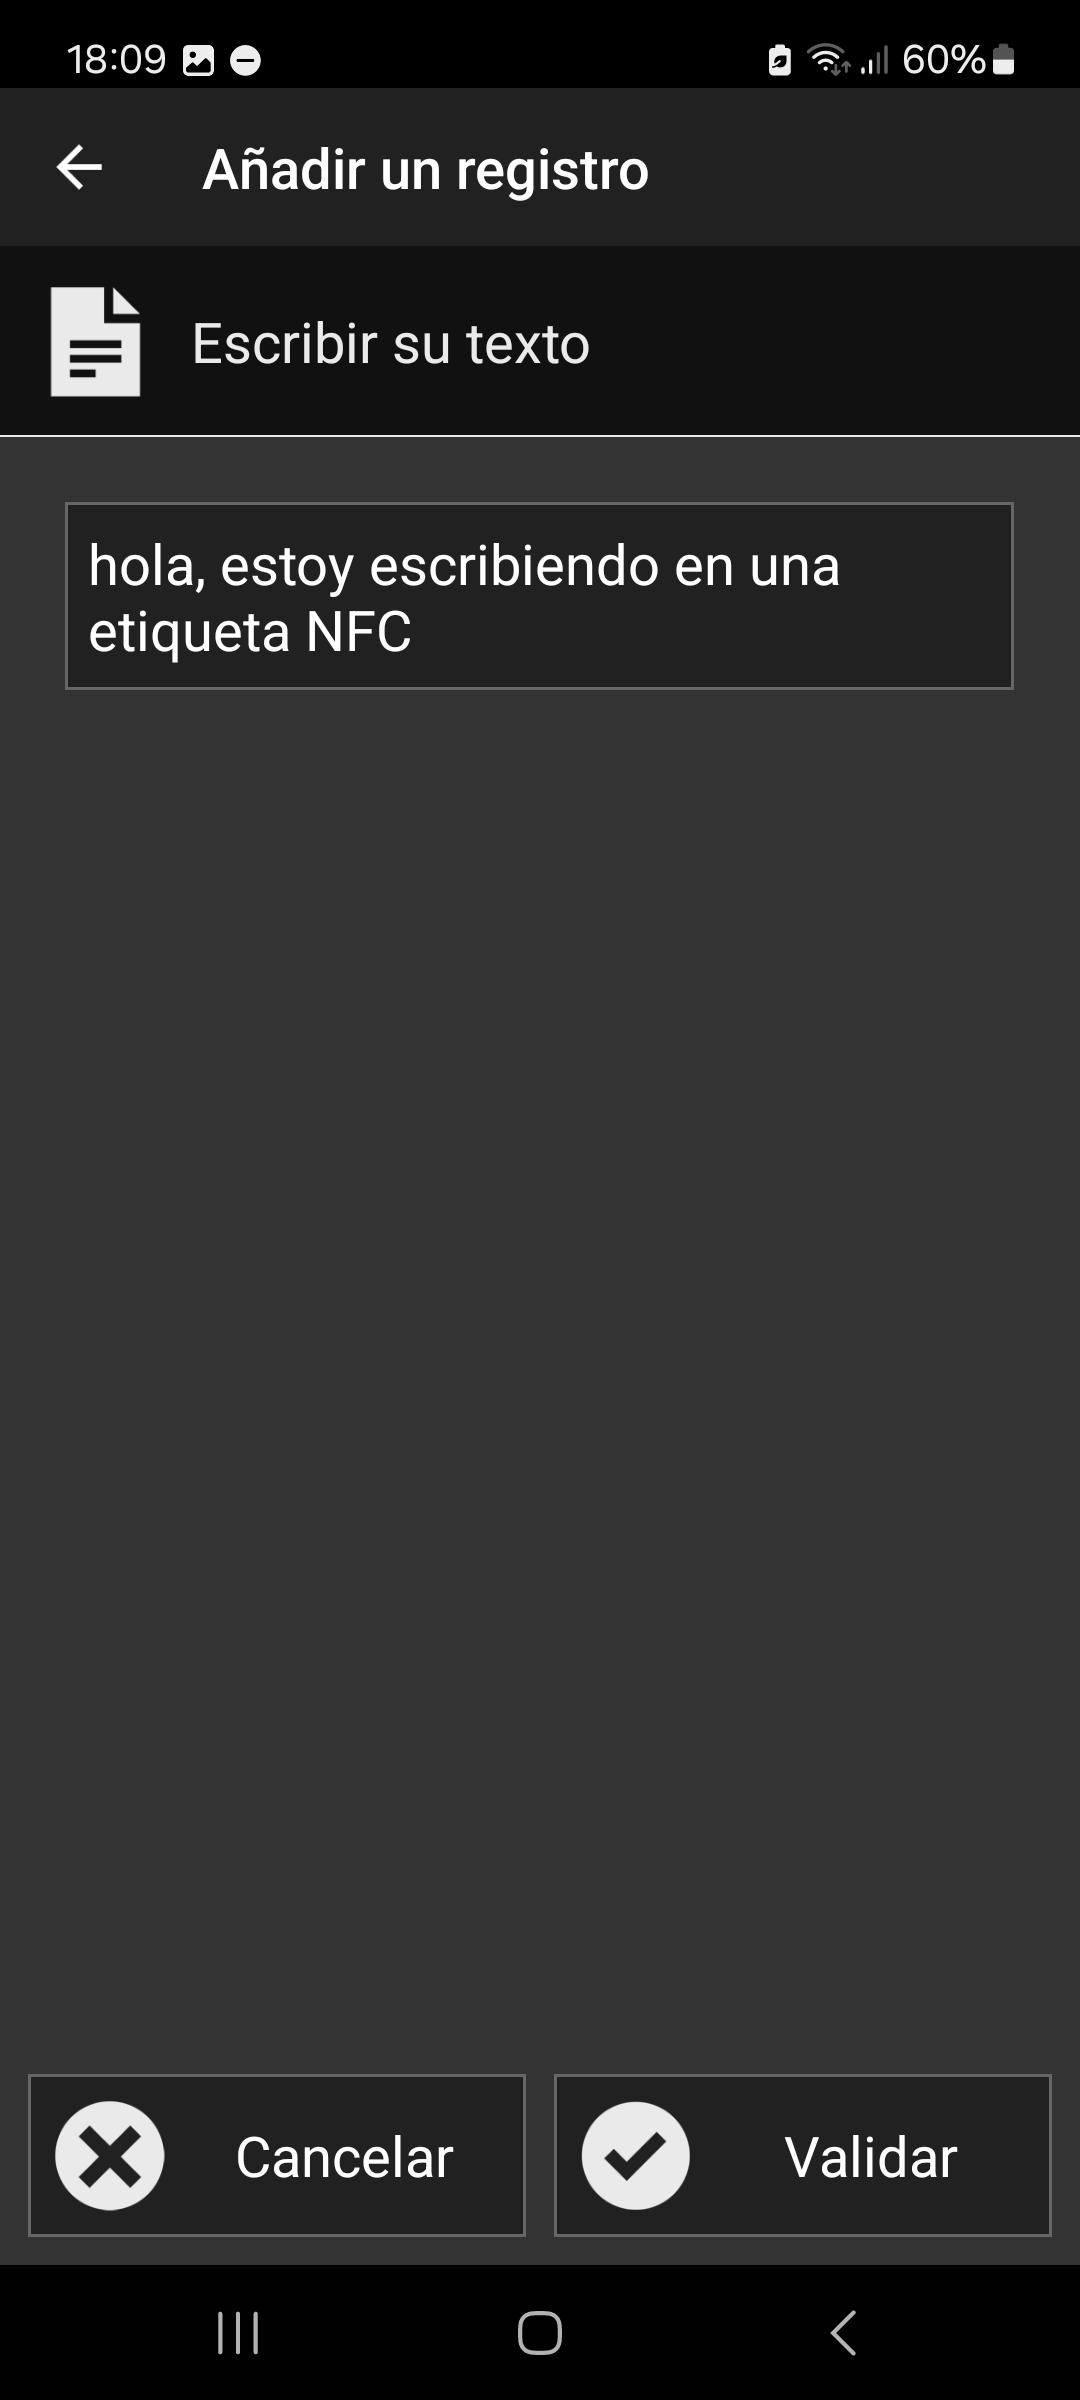 18:09
60%
Añadir un registro
Escribir su texto
hola, estoy escribiendo en una
etiqueta NFC
Cancelar
Validar